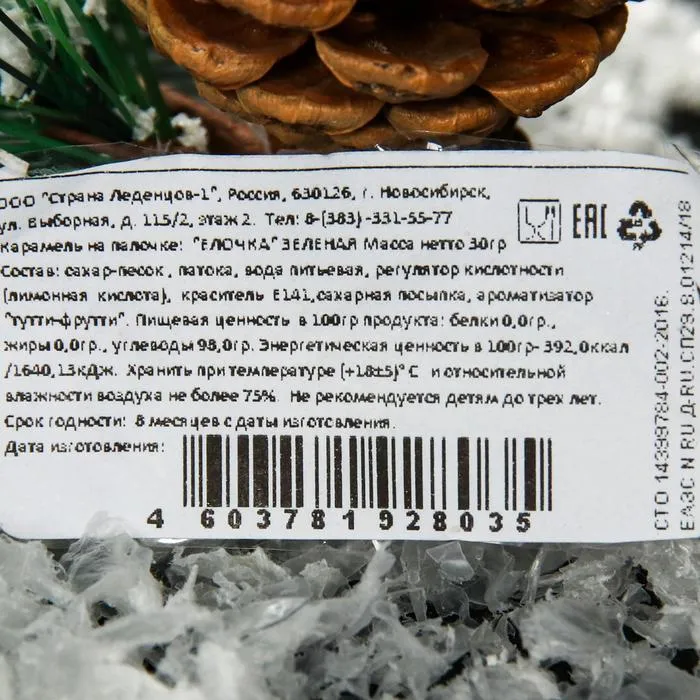 ООО "Страна Леденцов-1", Россия, 630126, г. Новосибирск,
ул. Выборная, д. 115/2, этаж 2. Тел: 8-(383)-331-55-77
Карамель на палочке: "ЕЛОЧКА" ЗЕЛЕНАЯ Масса нетто 30гр
Состав: сахар-песок, патока, вода питьевая, регулятор кислотности
(лимонная кислота), краситель Е141,сахарная посыпка, ароматизатор
"тутти-фрутти". Пищевая ценность в 100гр продукта: белки 0,0гр.,
жиры 0,0гр., углеводы 98,0гр. Энергетическая ценность в 100гр- 392,0ккал
/1640,13кДж. Хранить при температуре (+18±5)°С и относительной
влажности воздуха не более 75%. Не рекомендуется детям до трех лет.
Срок годности: 8 месяцев с даты изготовления.
Дата изготовления:
4 603781 928035
EAC
PP
СТО 14399784-002-2016.
ЕАЭС N RU Д-RU.СП28.В.01214/18